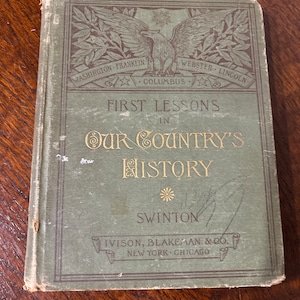 WASHINGTON · FRANKLIN · WEBSTER · LINCOLN
· COLUMBUS ·
FIRST LESSONS
IN
OUR COUNTRY'S
HISTORY
SWINTON
IVISON, BLAKEMAN & CO.
NEW YORK · CHICAGO